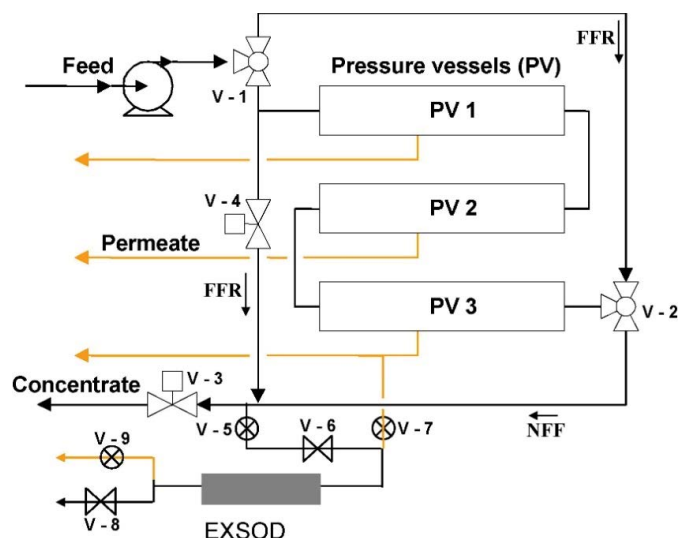 FFR
Feed
Pressure vessels (PV)
V - 1
PV 1
V - 4
PV 2
Permeate
FFR
PV 3
V - 2
Concentrate
V - 3
V - 5
V - 6
V - 7
NFF
V - 9
V - 8
EXSOD